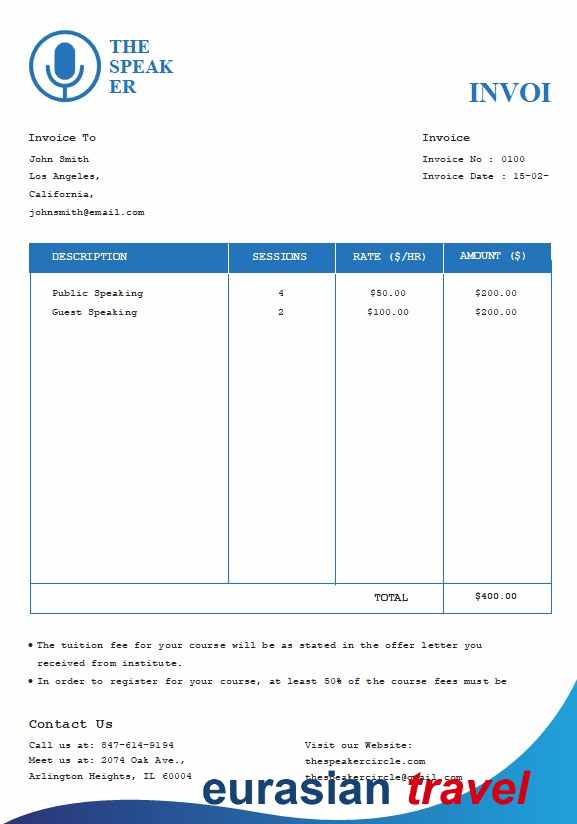 THE
SPEAK
ER
INVOI
Invoice To
John Smith
Los Angeles,
California,
johnsmith@email.com
Invoice
Invoice No : 0100
Invoice Date : 15-02-
DESCRIPTION SESSIONS RATE ($/HR) AMOUNT ($)
Public Speaking 4 $50.00 $200.00
Guest Speaking 2 $100.00 $200.00
TOTAL $400.00
• The tuition fee for your course will be as stated in the offer letter you
received from institute.
• In order to register for your course, at least 50% of the course fees must be
Contact Us
Call us at: 847-614-9194
Meet us at: 2074 Oak Ave.,
Arlington Heights, IL 60004
Visit our Website:
thespeakercircle.com
thespeakercircle@gmail.com
eurasian travel